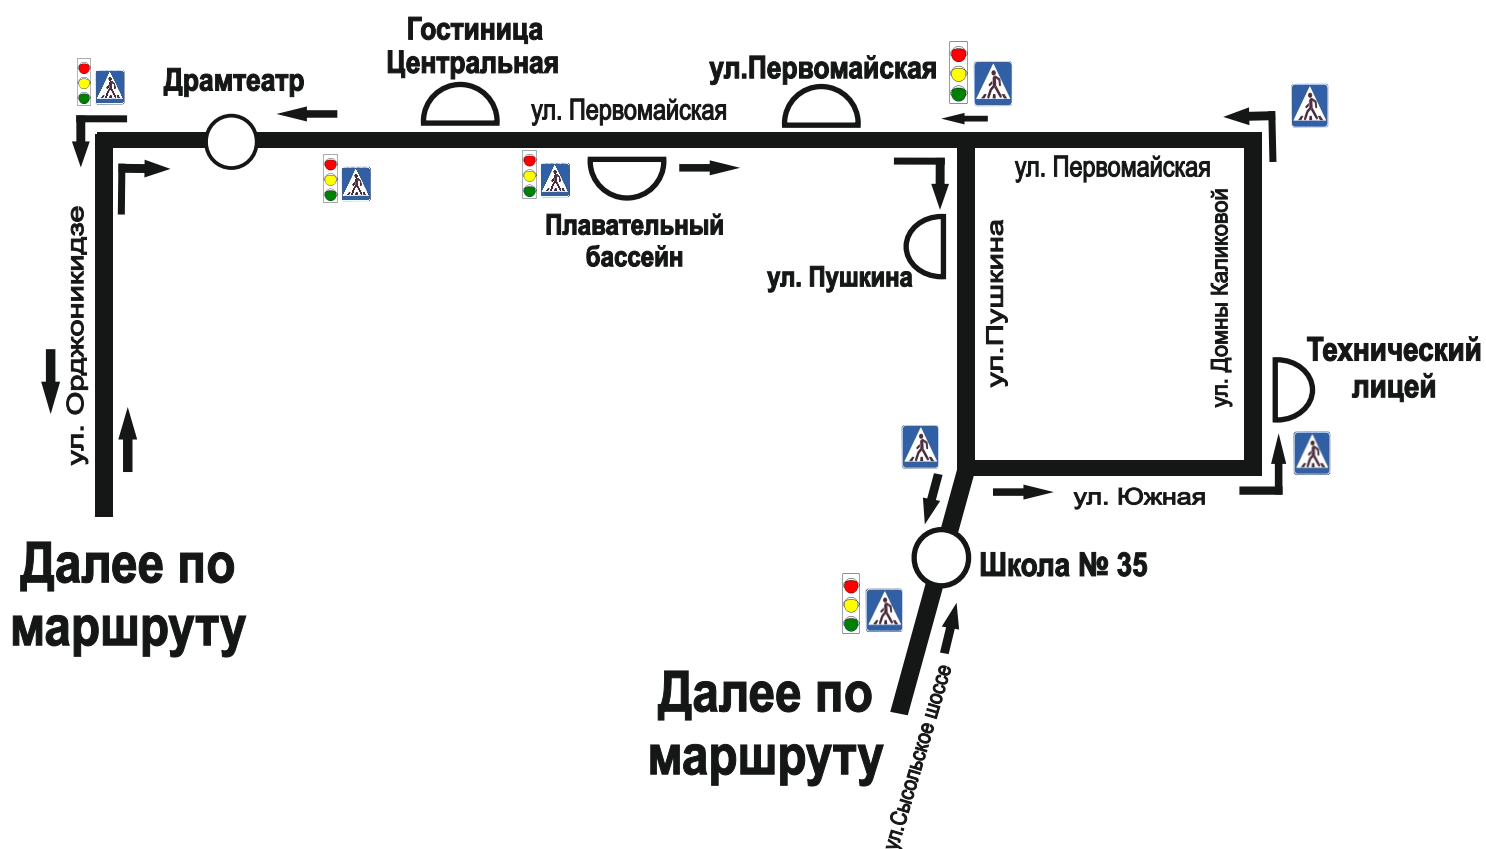 Гостиница
Центральная
Драмтеатр
ул.Первомайская
ул. Первомайская
ул. Первомайская
Плавательный
бассейн
ул. Пушкина
ул.Пушкина
ул. Домны Каликовой
ул. Орджоникидзе
Технический
лицей
ул. Южная
Далее по
маршруту
Школа № 35
Далее по
маршруту
ул.Сысольское шоссе